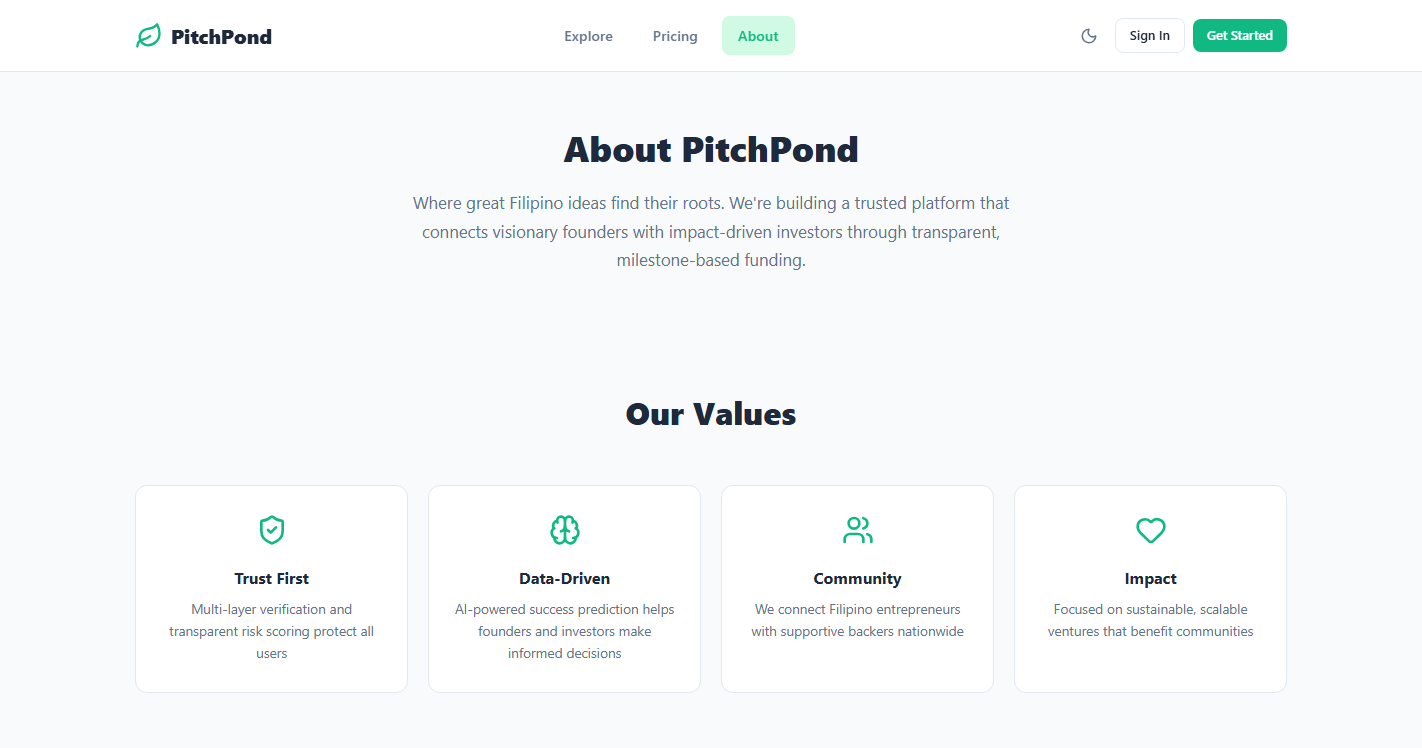 PitchPond
Explore
Pricing
About
Sign In
Get Started
About PitchPond
Where great Filipino ideas find their roots. We're building a trusted platform that
connects visionary founders with impact-driven investors through transparent,
milestone-based funding.
Our Values
Trust First
Multi-layer verification and
transparent risk scoring protect all
users
Data-Driven
AI-powered success prediction helps
founders and investors make
informed decisions
Community
We connect Filipino entrepreneurs
with supportive backers nationwide
Impact
Focused on sustainable, scalable
ventures that benefit communities